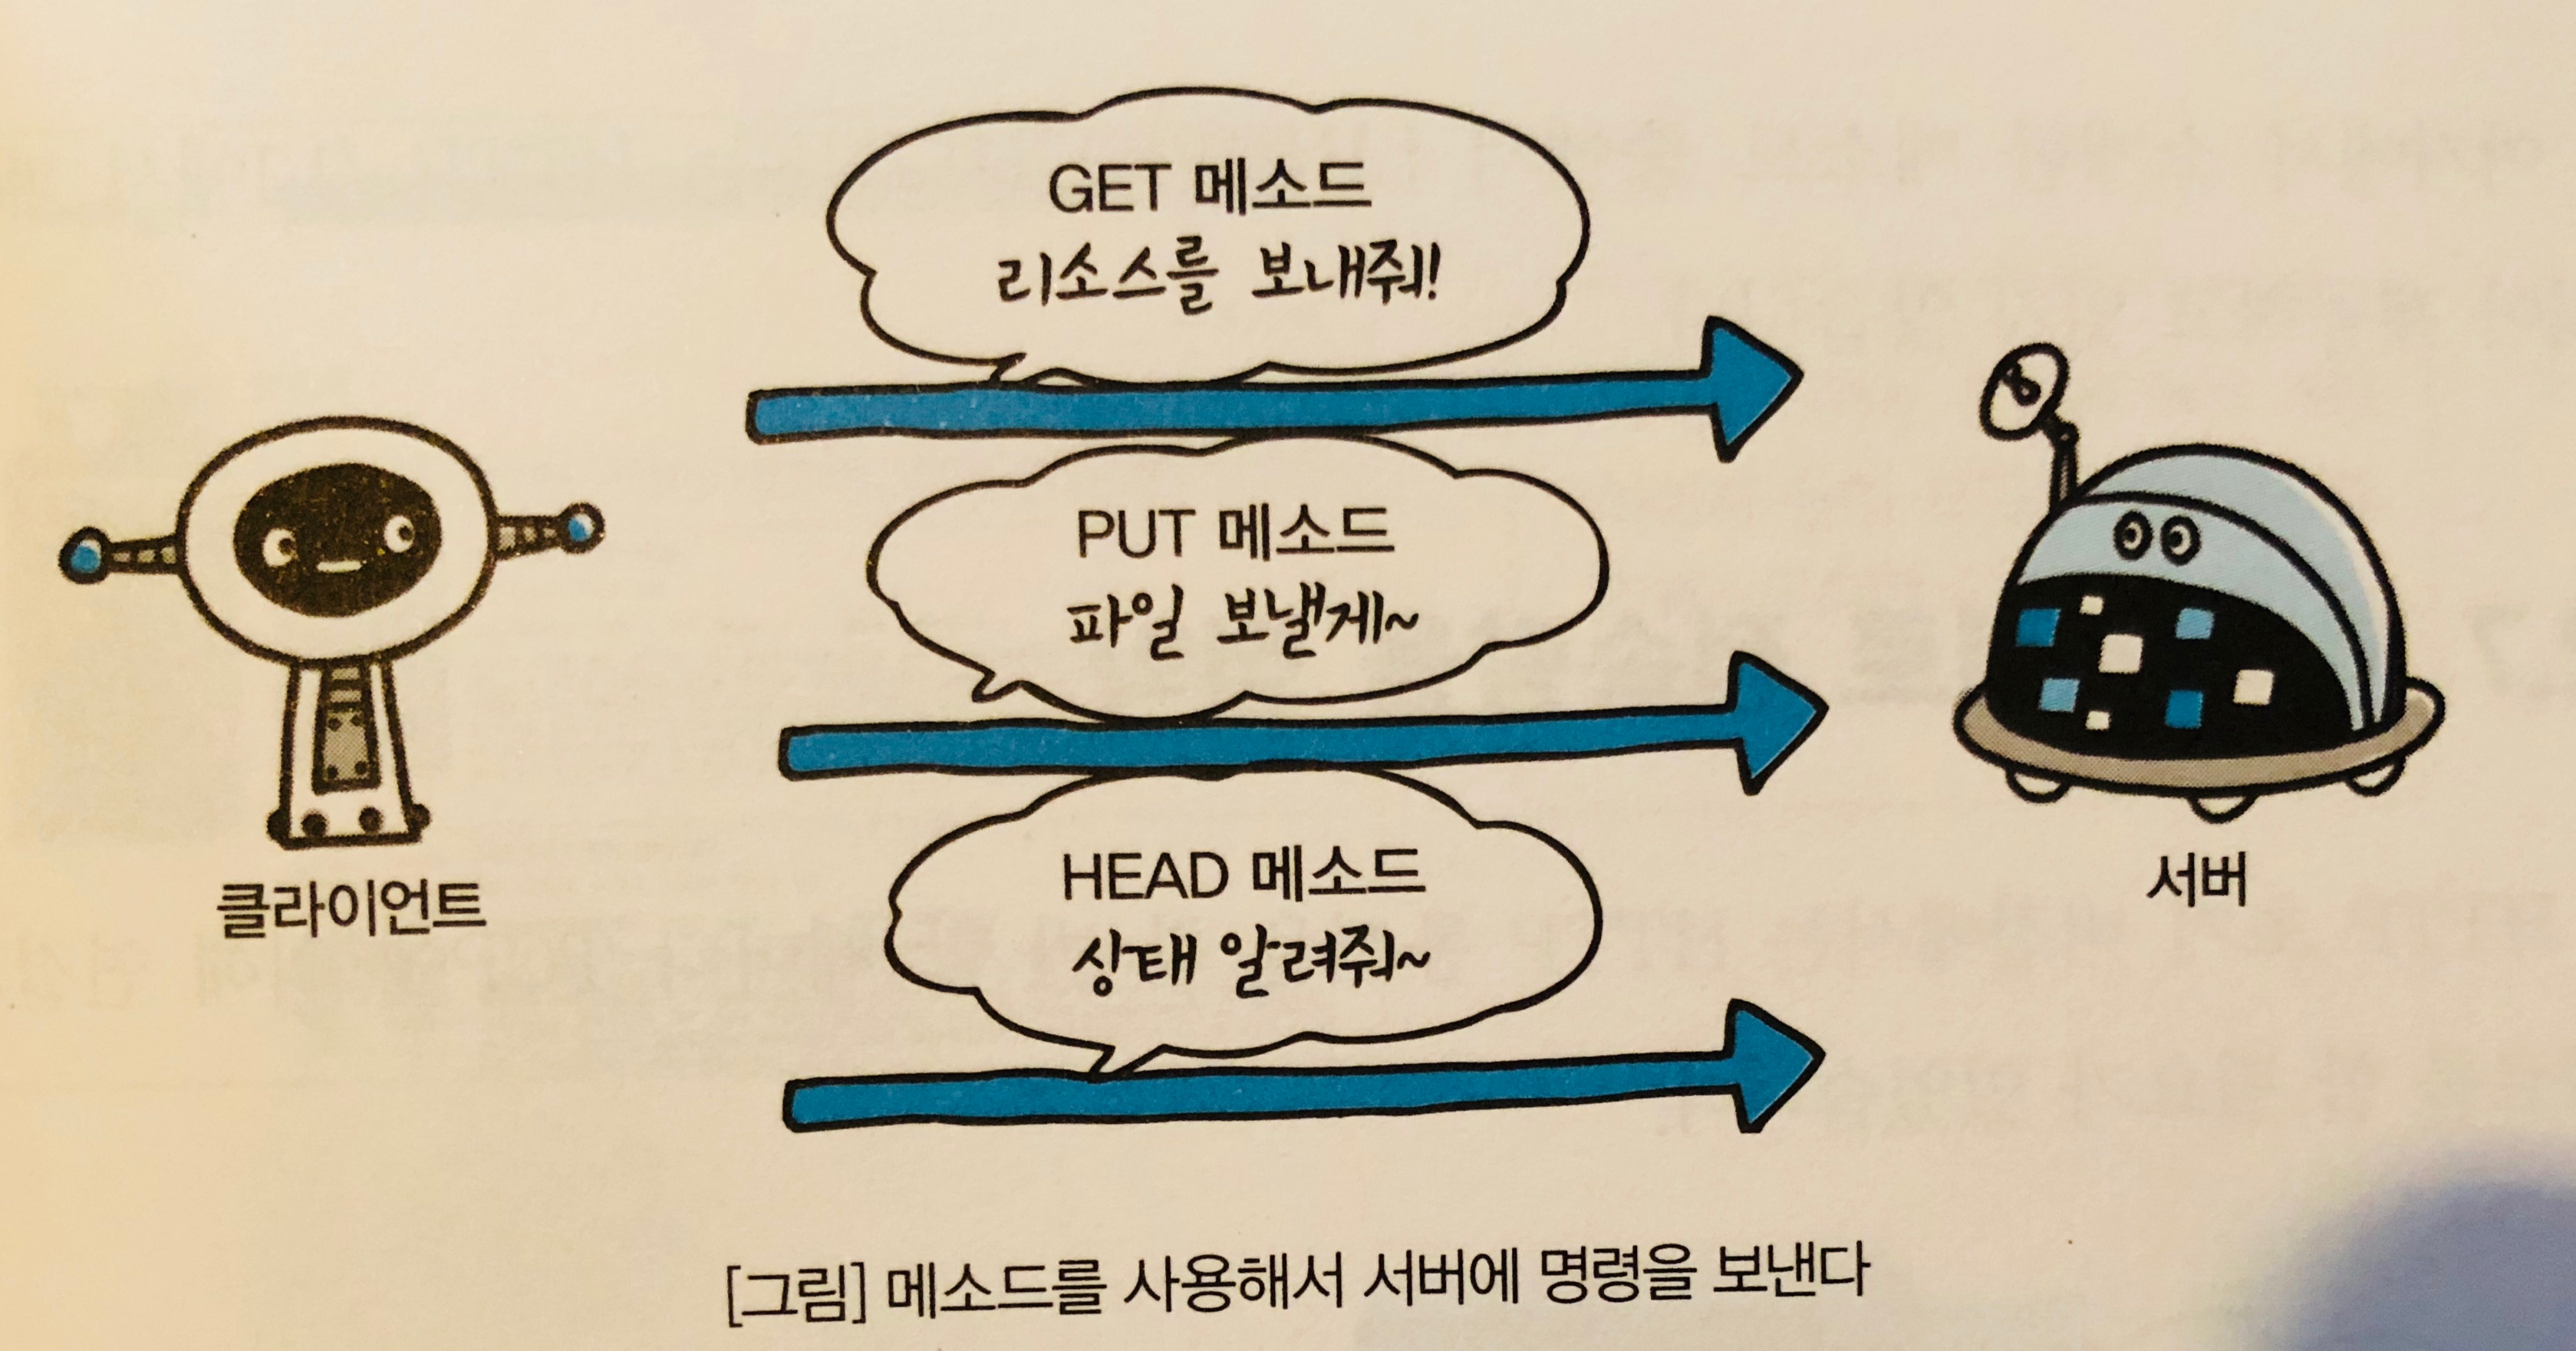 GET 메소드
리소스를 보내줘!
PUT 메소드
파일 보낼게~
HEAD 메소드
상태 알려줘~
클라이언트
서버
[그림] 메소드를 사용해서 서버에 명령을 보낸다